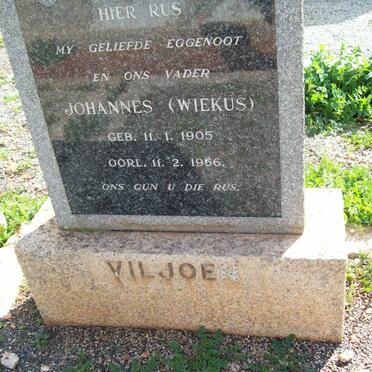 HIER RUS
MY GELIEFDE EGGENOOT
EN ONS VADER
JOHANNES (WIEKUS)
GEB. 11. 1. 1905
OORL. 11. 2. 1956.
ONS GUN U DIE RUS.
VILJOEN